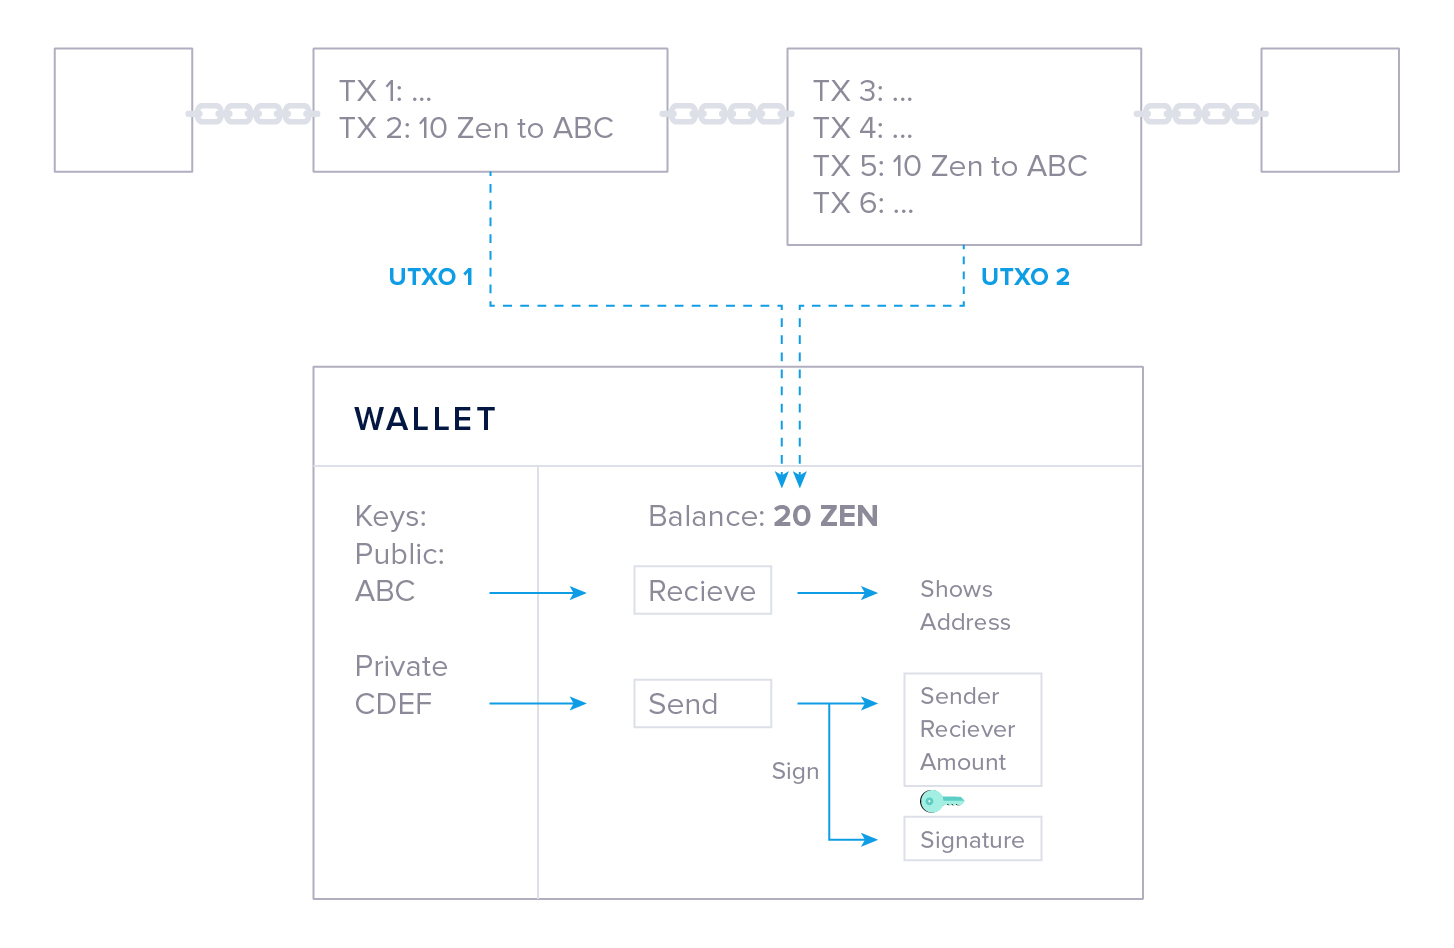 TX 1: ...
TX 2: 10 Zen to ABC
TX 3: ...
TX 4: ...
TX 5: 10 Zen to ABC
TX 6: ...
UTXO 1
UTXO 2
WALLET
Keys:
Public:
ABC
Private
CDEF
Balance: 20 ZEN
Recieve
Shows
Address
Send
Sender
Reciever
Amount
Sign
Signature